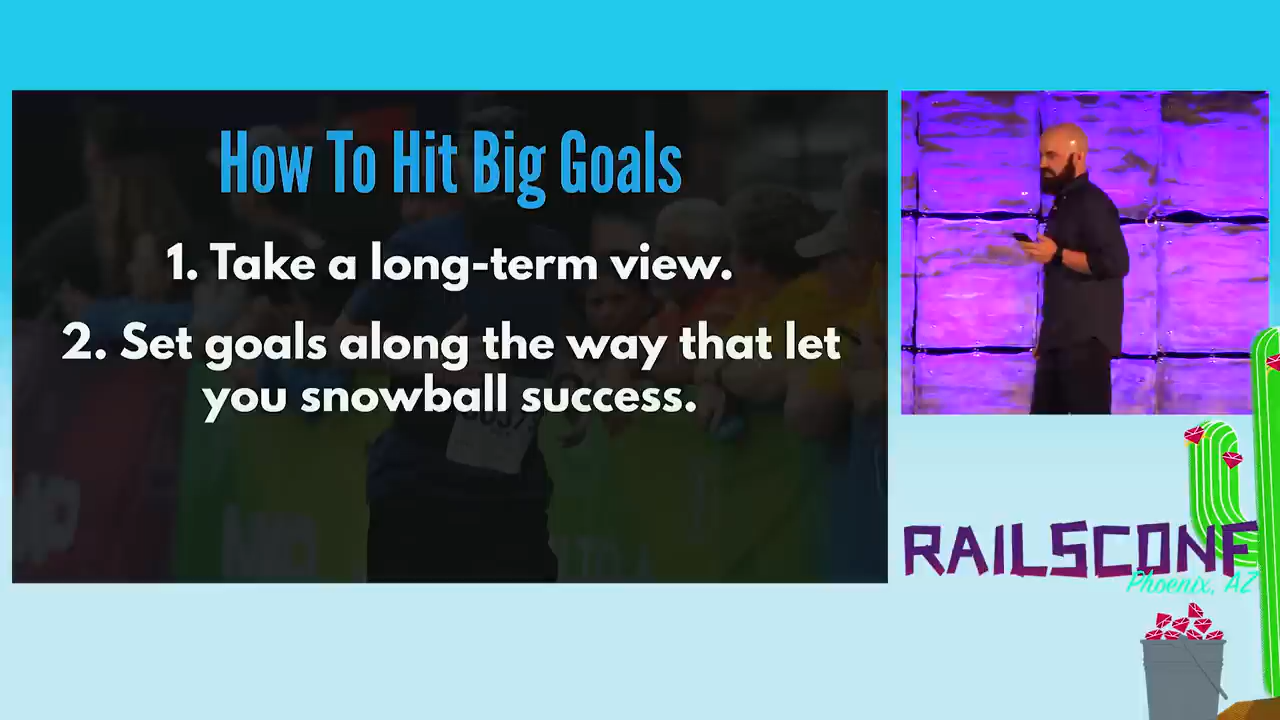 How To Hit Big Goals
1. Take a long-term view.
2. Set goals along the way that let
you snowball success.
RAILSCONF
Phoenix, AZ